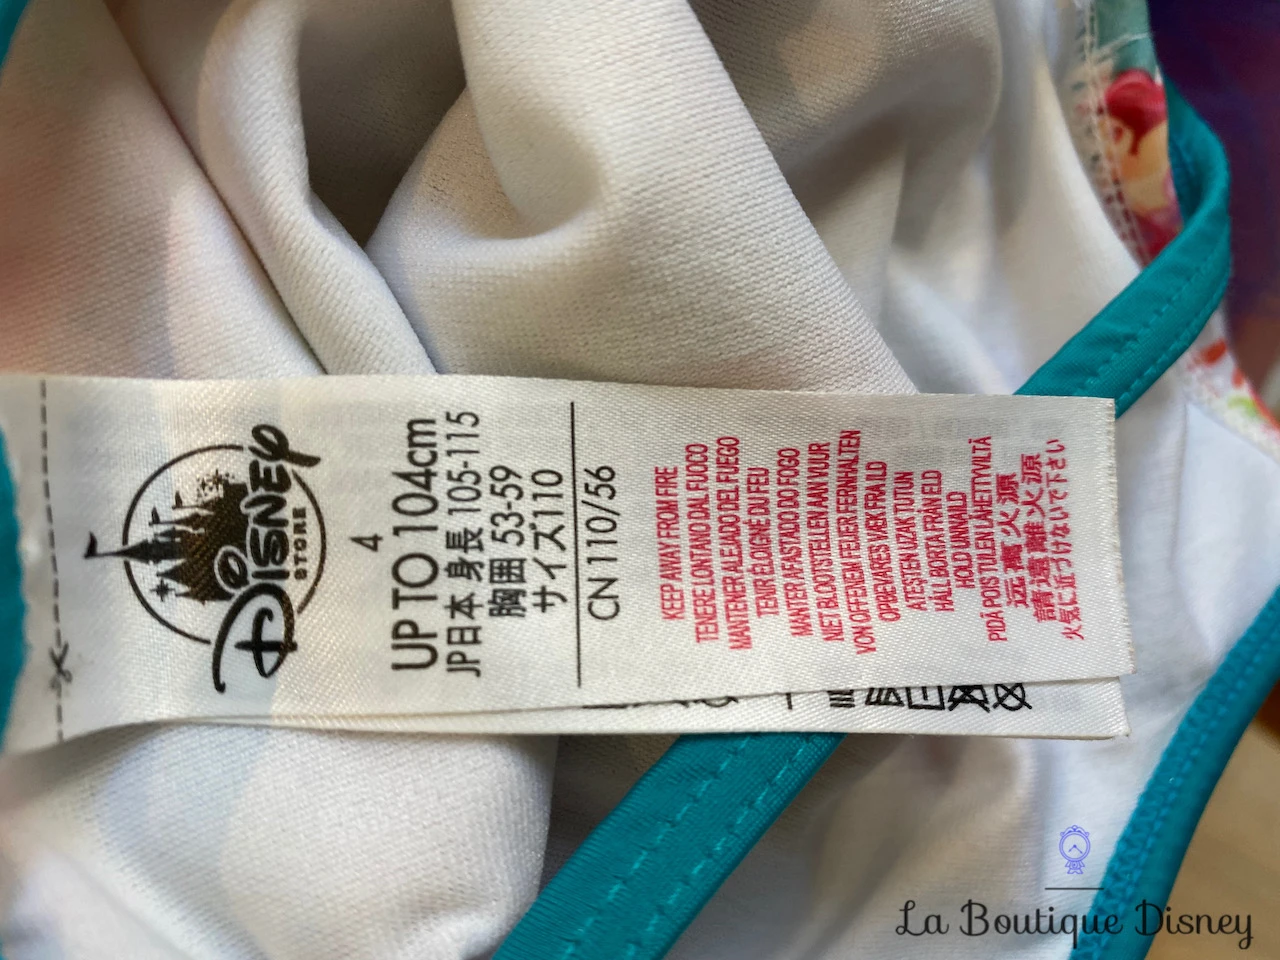 Disney
STORE
4
UP TO 104cm
JP日本 身長 105-115
胸囲 53-59
サイズ110
CN 110/56
KEEP AWAY FROM FIRE
TENERE LONTANO DAL FUOCO
MANTENER ALEJADO DEL FUEGO
TENIR ÉLOIGNÉ DU FEU
MANTER AFASTADO DO FOGO
NIET BLOOTSTELLEN AAN VUUR
VON OFFENEM FEUER FERNHALTEN
OPBEVARES VÆK FRA ILD
ATEŞTEN UZAK TUTUN
HÅLL BORTA FRÅN ELD
HOLD UNNA ILD
PIDÄ POIS TULEN LÄHETTYVILTÄ
远离火源
請遠離火源
火気に近づけないで下さい
La Boutique Disney